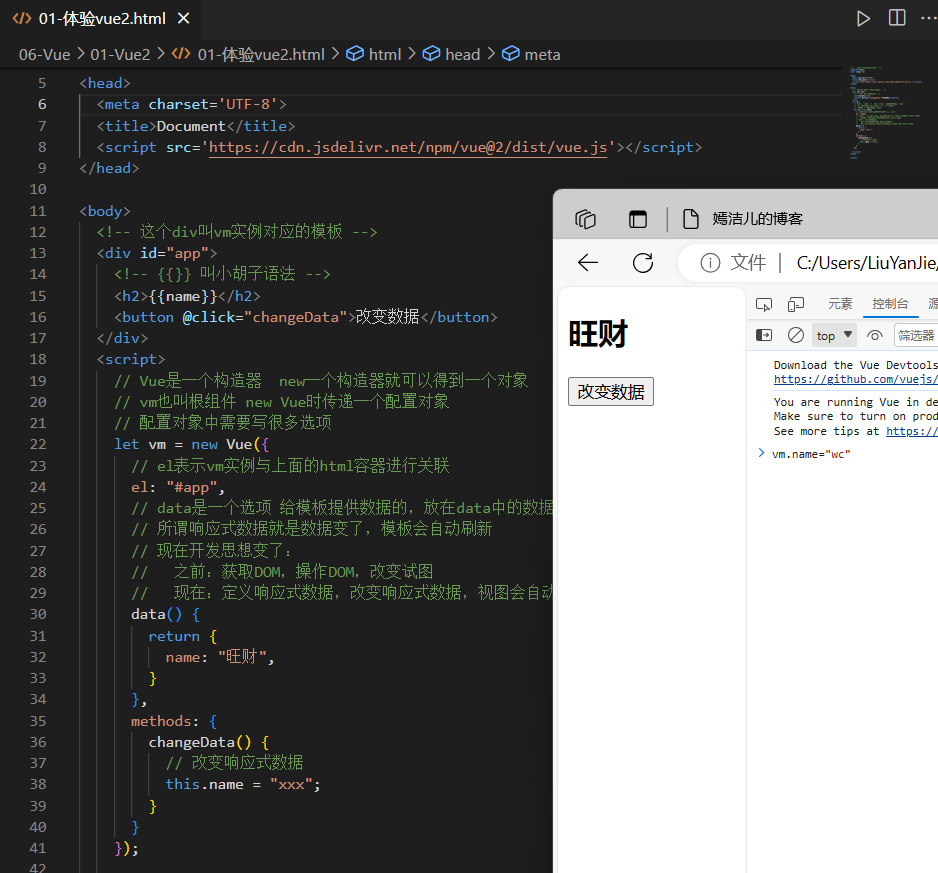 01-体验vue2.html
06-Vue > 01-Vue2 > 01-体验vue2.html > html > head > meta
5 <head>
6 <meta charset='UTF-8'>
7 <title>Document</title>
8 <script src='https://cdn.jsdelivr.net/npm/vue@2/dist/vue.js'></script>
9 </head>
10
11 <body>
12 <!-- 这个div叫vm实例对应的模板 -->
13 <div id="app">
14 <!-- {{}} 叫小胡子语法 -->
15 <h2>{{name}}</h2>
16 <button @click="changeData">改变数据</button>
17 </div>
18 <script>
19 // Vue是一个构造器 new一个构造器就可以得到一个对象
20 // vm也叫根组件 new Vue时传递一个配置对象
21 // 配置对象中需要写很多选项
22 let vm = new Vue({
23 // el表示vm实例与上面的html容器进行关联
24 el: "#app",
25 // data是一个选项 给模板提供数据的，放在data中的数据
26 // 所谓响应式数据就是数据变了，模板会自动刷新
27 // 现在开发思想变了：
28 // 之前：获取DOM，操作DOM，改变试图
29 // 现在：定义响应式数据，改变响应式数据，视图会自动
30 data() {
31 return {
32 name: "旺财",
33 }
34 },
35 methods: {
36 changeData() {
37 // 改变响应式数据
38 this.name = "xxx";
39 }
40 }
41 });
42
嫣洁儿的博客
文件 | C:/Users/LiuYanJie/
旺财
改变数据
元素 控制台 源
top 筛选器
Download the Vue Devtools
https://github.com/vuejs/
You are running Vue in de
Make sure to turn on prod
See more tips at https://
> vm.name="wc"